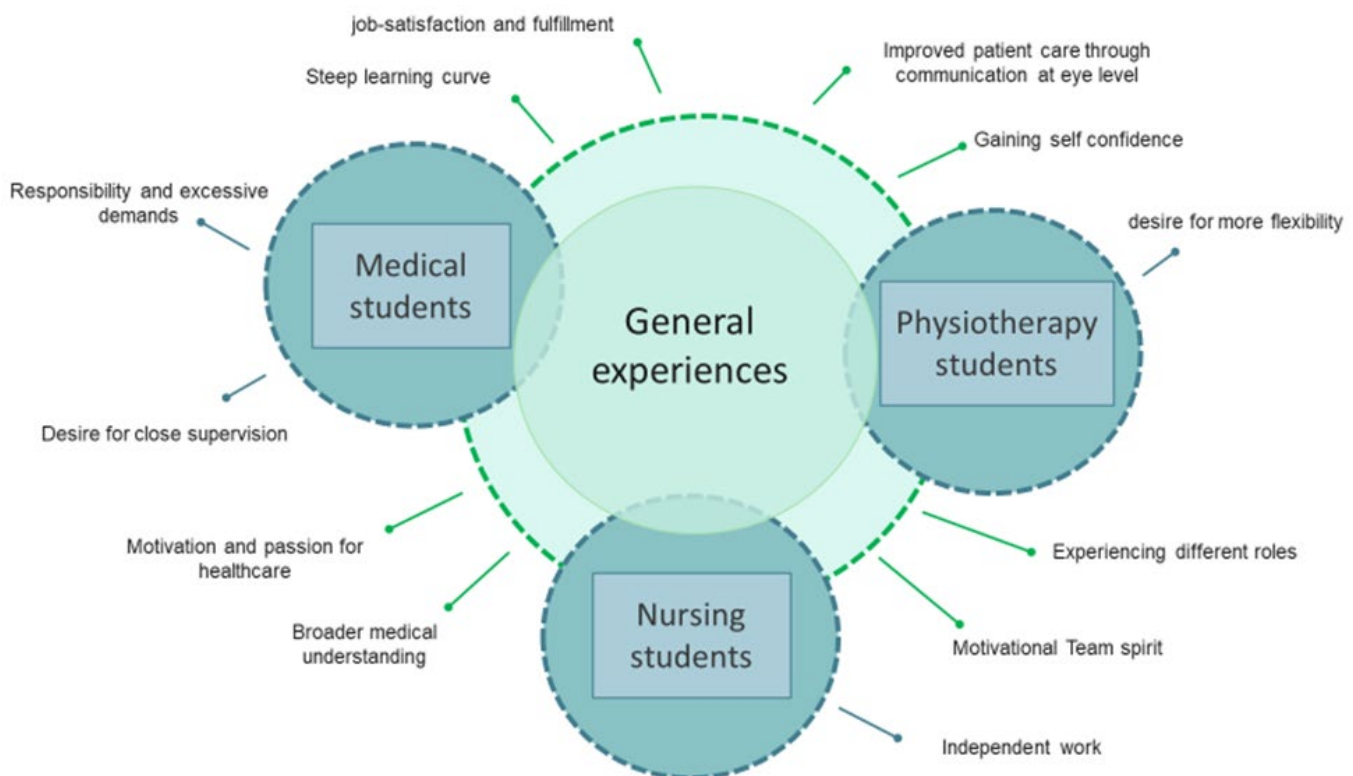 job-satisfaction and fulfillment
Improved patient care through
communication at eye level
Steep learning curve
Gaining self confidence
Responsibility and excessive
demands
desire for more flexibility
Medical
students
General
experiences
Physiotherapy
students
Desire for close supervision
Motivation and passion for
healthcare
Experiencing different roles
Broader medical
understanding
Nursing
students
Motivational Team spirit
Independent work